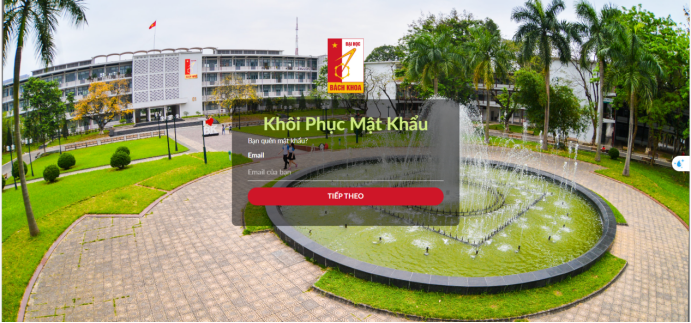 ĐẠI HỌC
BÁCH KHOA
Khôi Phục Mật Khẩu
Bạn quên mật khẩu?
Email
Email của bạn
TIẾP THEO